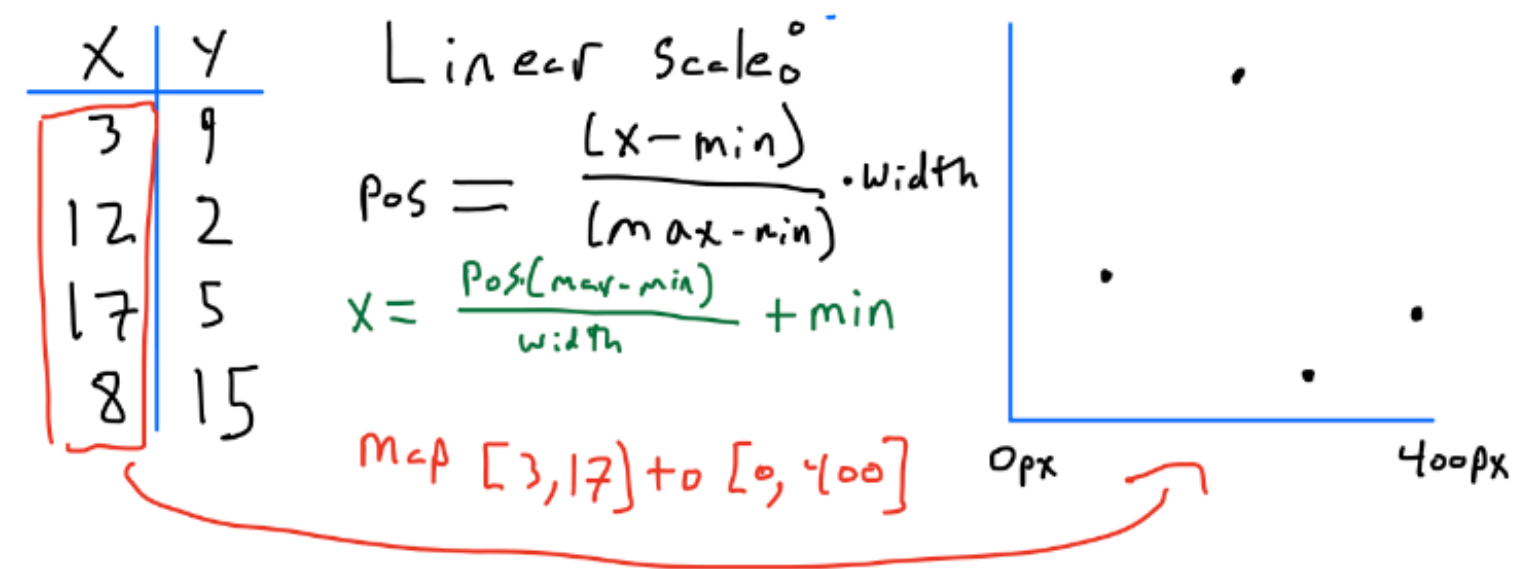 X Y
3 9
12 2
17 5
8 15
Linear Scale:
Pos = (x-min) / (max-min) · width
x = Pos·(max-min) / width + min
Map [3,17] to [0,400]
0px
400px